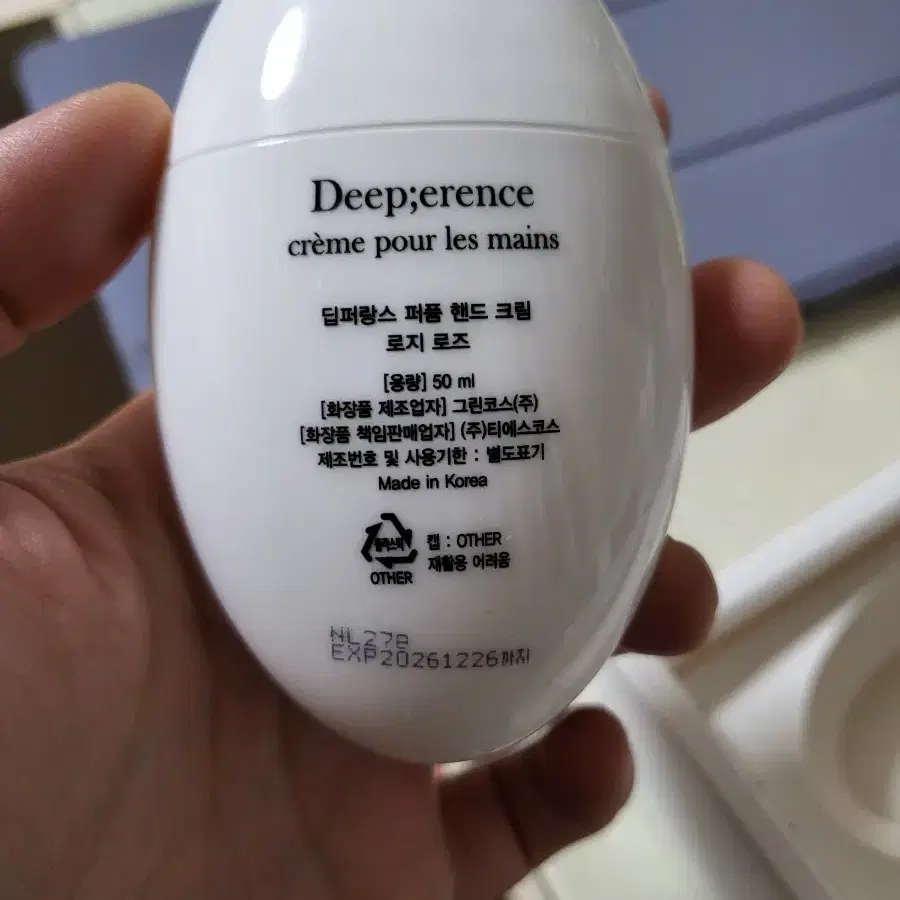 Deep;erence
crème pour les mains
딥퍼랑스 퍼퓸 핸드 크림
로지 로즈
[용량] 50 ml
[화장품 제조업자] 그린코스(주)
[화장품 책임판매업자] (주)티에스코스
제조번호 및 사용기한 : 별도표기
Made in Korea
플라스틱
OTHER
캡 : OTHER
재활용 어려움
EXP20261226까지